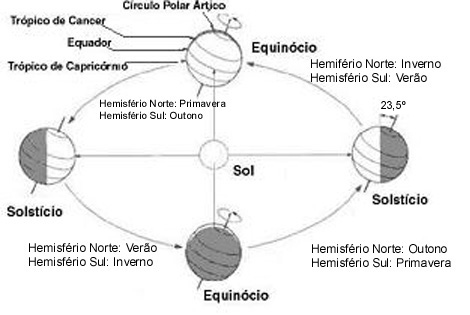 Círculo Polar Ártico
Trópico de Cancer
Equador
Equinócio
Trópico de Capricórnio
Hemifério Norte: Inverno
Hemisfério Sul: Verão
Hemisfério Norte: Primavera
Hemisfério Sul: Outono
23,5º
Sol
Solstício
Solstício
Hemisfério Norte: Verão
Hemisfério Sul: Inverno
Hemisfério Norte: Outono
Hemisfério Sul: Primavera
Equinócio